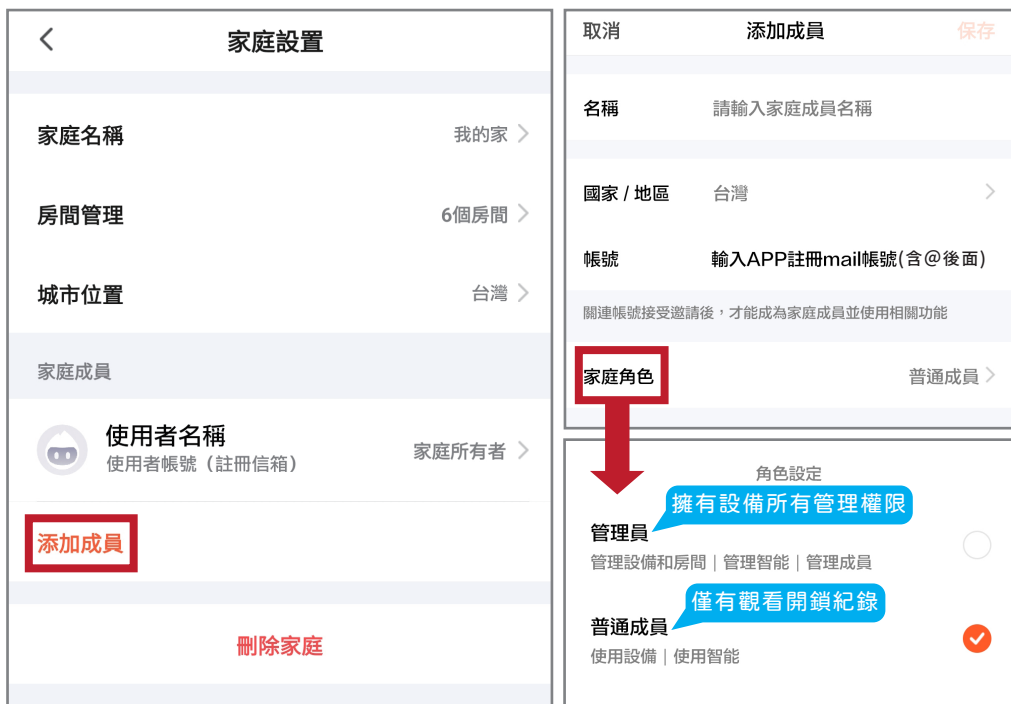 家庭設置
家庭名稱 我的家
房間管理 6個房間
城市位置 台灣
家庭成員
使用者名稱
使用者帳號（註冊信箱） 家庭所有者
添加成員
刪除家庭
取消 添加成員 保存
名稱 請輸入家庭成員名稱
國家 / 地區 台灣
帳號 輸入APP註冊mail帳號(含@後面)
關連帳號接受邀請後，才能成為家庭成員並使用相關功能
家庭角色 普通成員
角色設定
擁有設備所有管理權限
管理員
管理設備和房間｜管理智能｜管理成員
僅有觀看開鎖紀錄
普通成員
使用設備｜使用智能